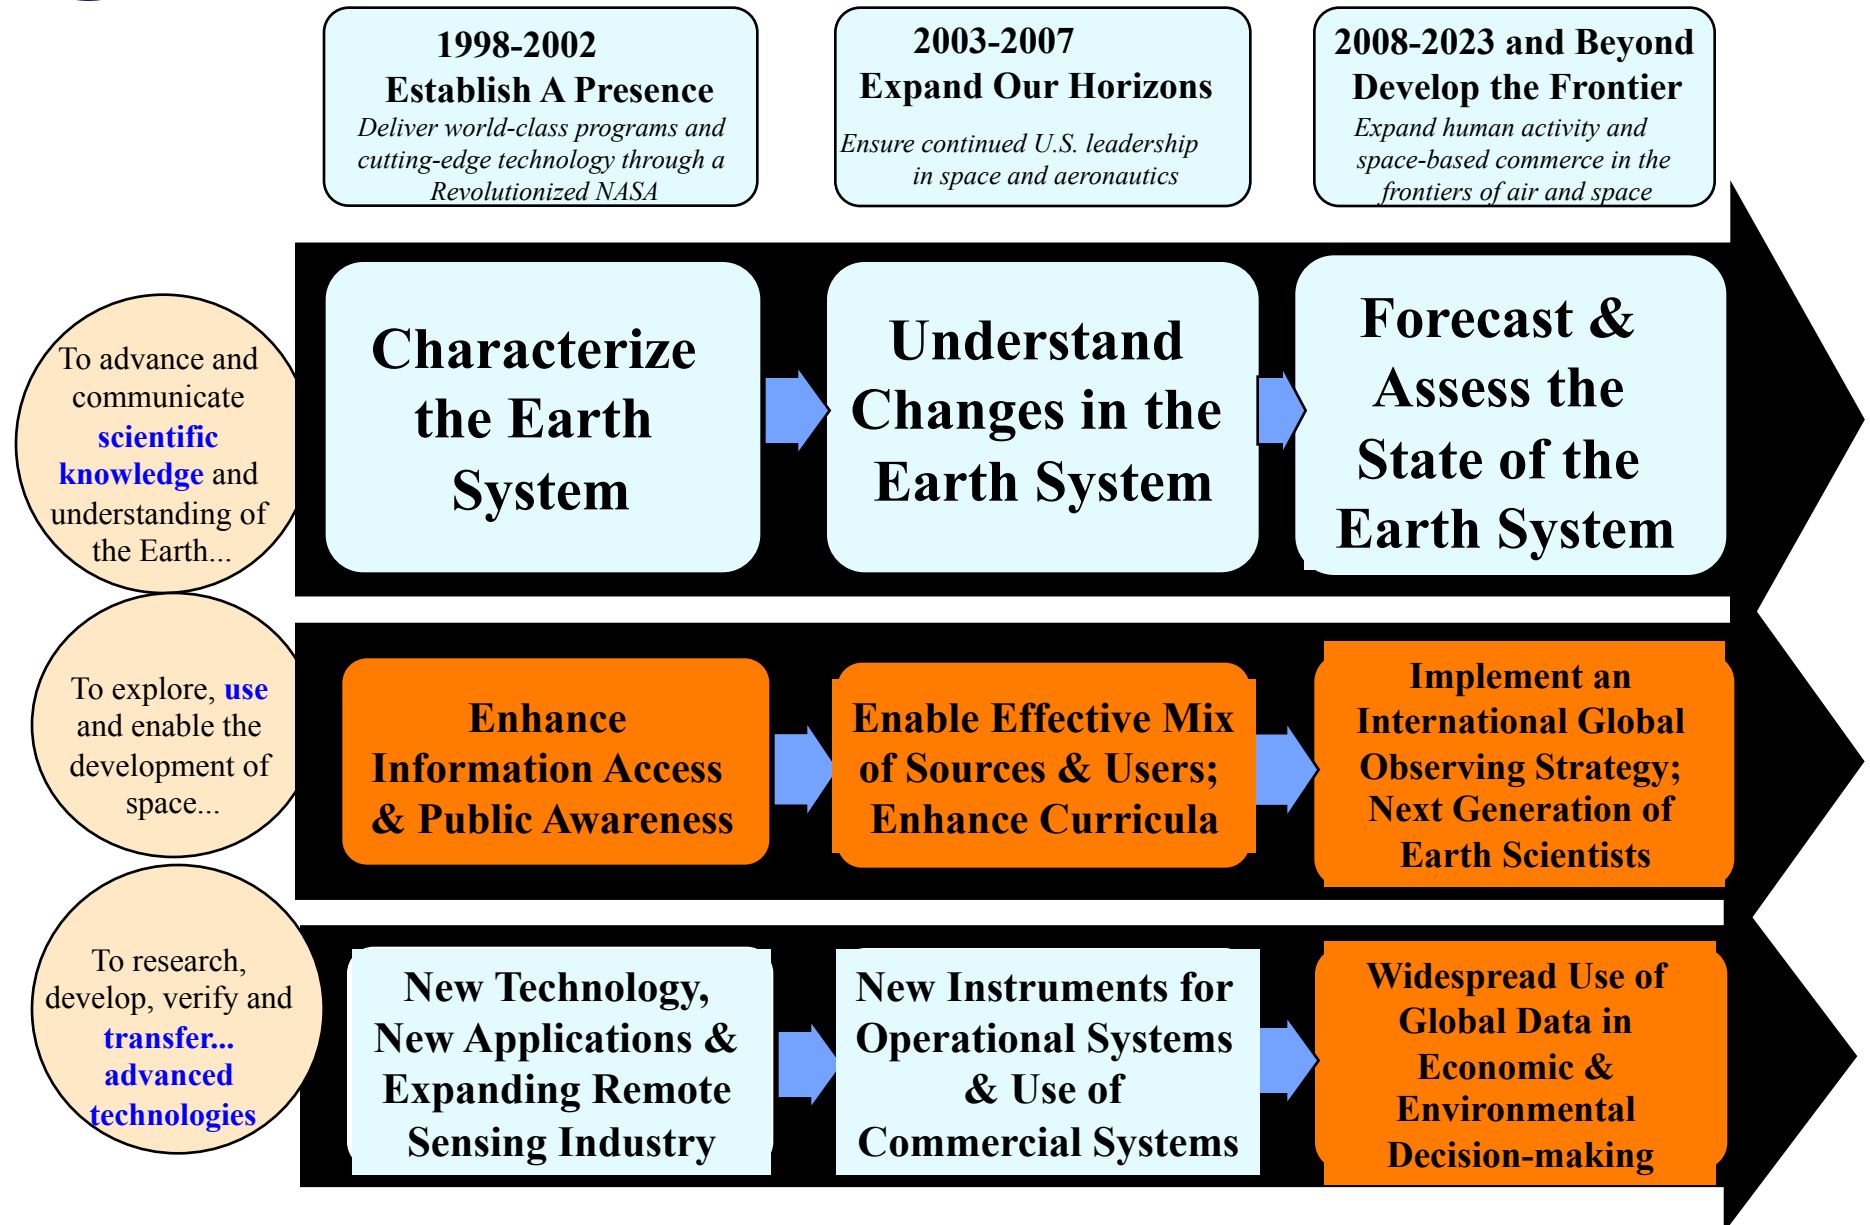 1998-2002
Establish A Presence
Deliver world-class programs and
cutting-edge technology through a
Revolutionized NASA
2003-2007
Expand Our Horizons
Ensure continued U.S. leadership
in space and aeronautics
2008-2023 and Beyond
Develop the Frontier
Expand human activity and
space-based commerce in the
frontiers of air and space
To advance and
communicate
scientific
knowledge and
understanding of
the Earth...
Characterize
the Earth
System
Understand
Changes in the
Earth System
Forecast &
Assess the
State of the
Earth System
To explore, use
and enable the
development of
space...
Enhance
Information Access
& Public Awareness
Enable Effective Mix
of Sources & Users;
Enhance Curricula
Implement an
International Global
Observing Strategy;
Next Generation of
Earth Scientists
To research,
develop, verify and
transfer...
advanced
technologies
New Technology,
New Applications &
Expanding Remote
Sensing Industry
New Instruments for
Operational Systems
& Use of
Commercial Systems
Widespread Use of
Global Data in
Economic &
Environmental
Decision-making